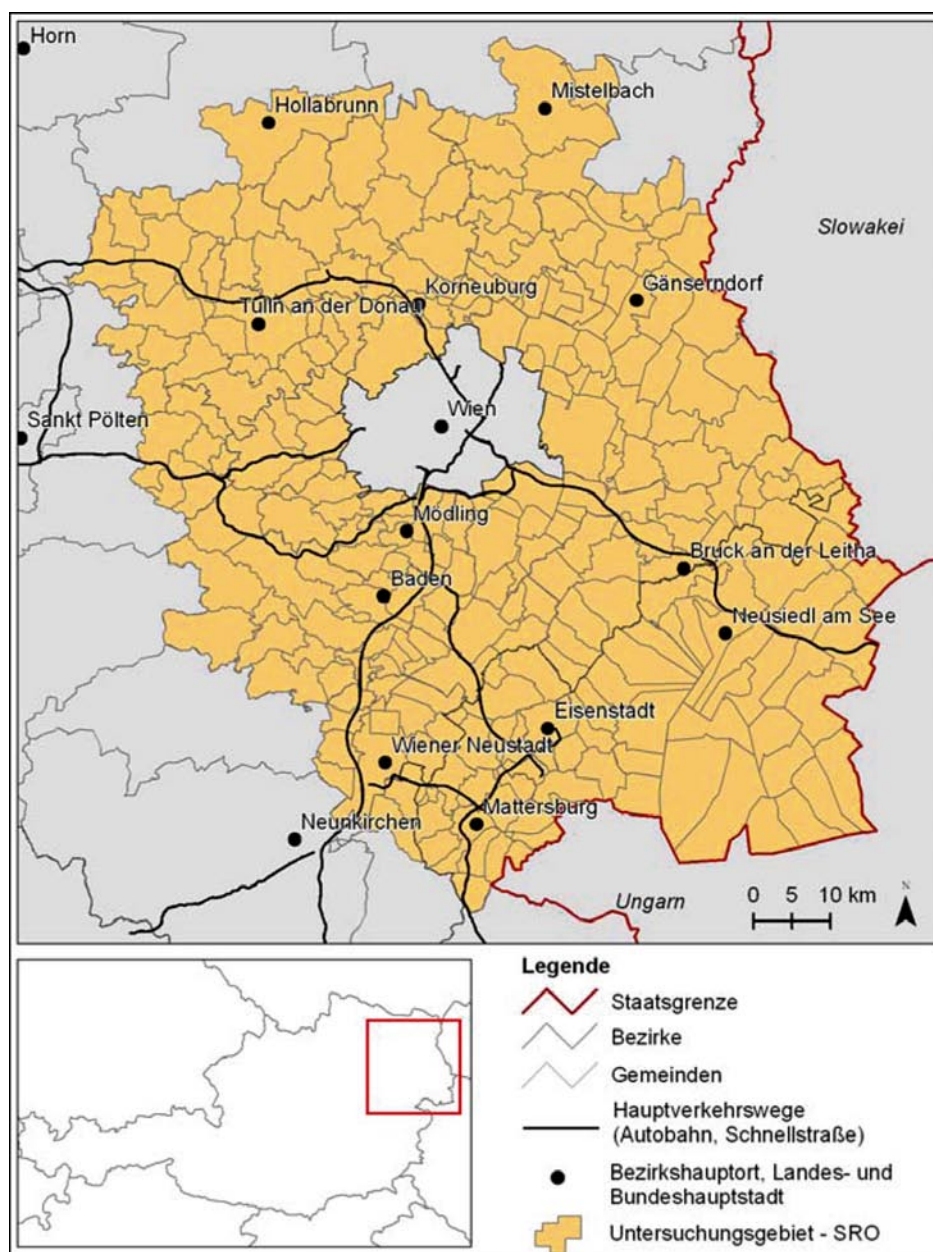 Horn
Mistelbach
Hollabrunn
Slowakei
Korneuburg
Gänserndorf
Tulln an der Donau
Wien
Sankt Pölten
Mödling
Bruck an der Leitha
Baden
Neusiedl am See
Eisenstadt
Wiener Neustadt
Mattersburg
Neunkirchen
0 5 10 km
N
Ungarn
Legende
Staatsgrenze
Bezirke
Gemeinden
Hauptverkehrswege
(Autobahn, Schnellstraße)
Bezirkshauptort, Landes- und
Bundeshauptstadt
Untersuchungsgebiet - SRO